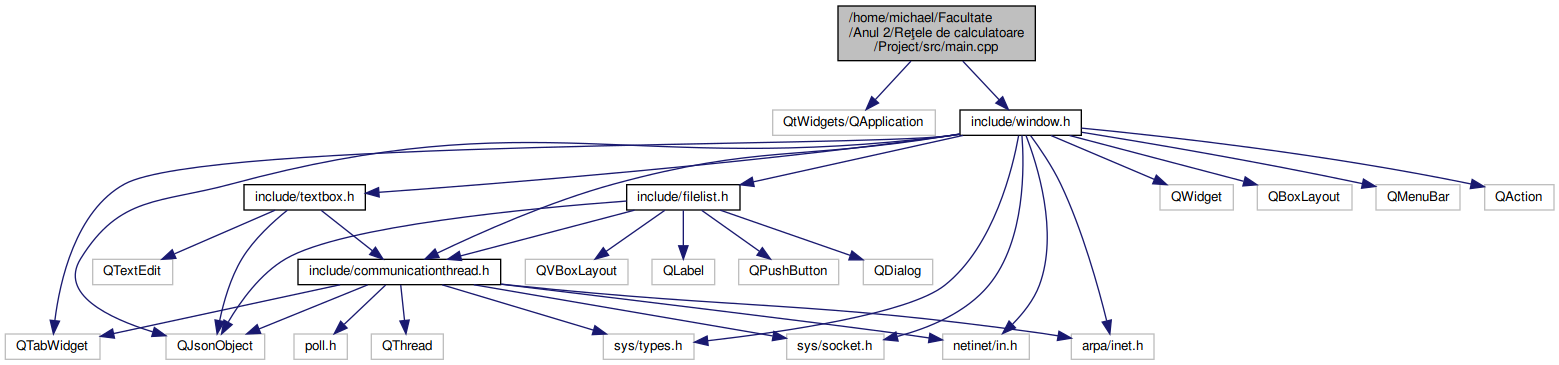 /home/michael/Facultate
/Anul 2/Reţele de calculatoare
/Project/src/main.cpp
QtWidgets/QApplication
include/window.h
include/textbox.h
include/filelist.h
QWidget
QBoxLayout
QMenuBar
QAction
QTextEdit
include/communicationthread.h
QVBoxLayout
QLabel
QPushButton
QDialog
QTabWidget
QJsonObject
poll.h
QThread
sys/types.h
sys/socket.h
netinet/in.h
arpa/inet.h